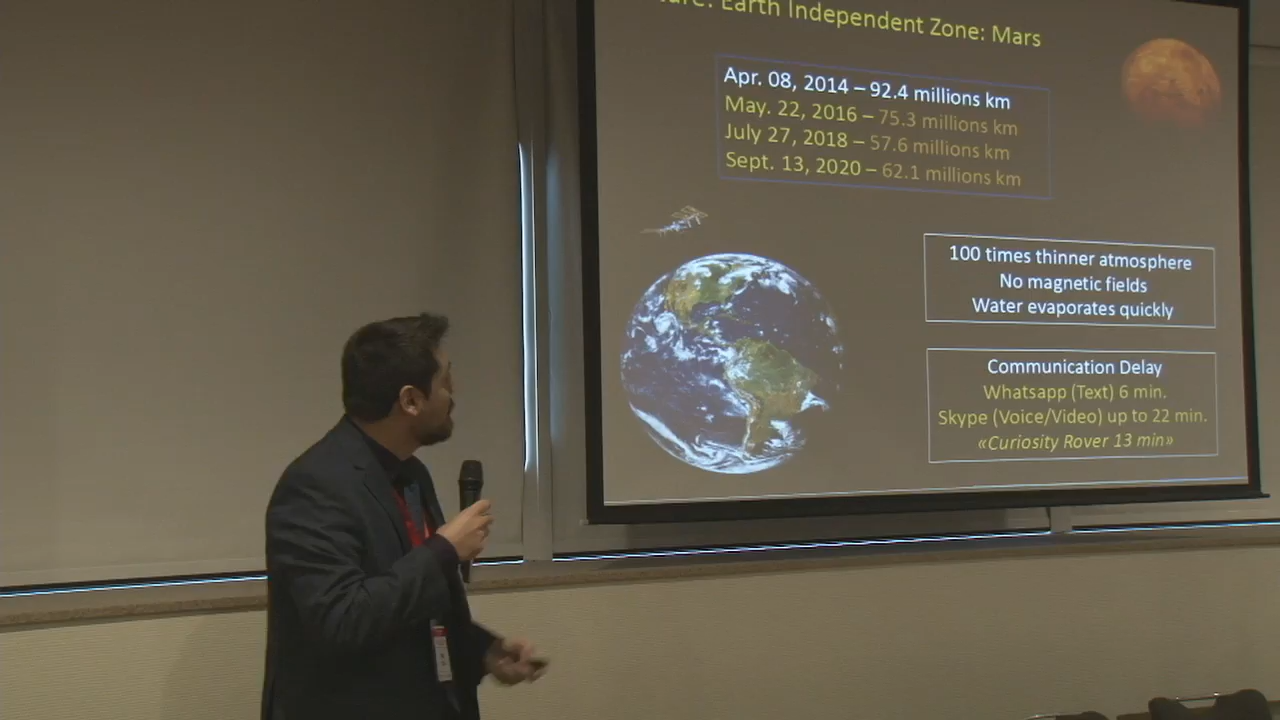 Earth Independent Zone: Mars
Apr. 08, 2014 – 92.4 millions km
May. 22, 2016 – 75.3 millions km
July 27, 2018 – 57.6 millions km
Sept. 13, 2020 – 62.1 millions km
100 times thinner atmosphere
No magnetic fields
Water evaporates quickly
Communication Delay
Whatsapp (Text) 6 min.
Skype (Voice/Video) up to 22 min.
«Curiosity Rover 13 min»